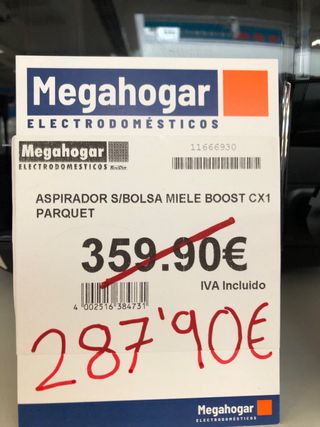 Megahogar
ELECTRODOMÉSTICOS
Megahogar
ELECTRODOMESTICOS
11666930
ASPIRADOR S/BOLSA MIELE BOOST CX1
PARQUET
359.90€
IVA Incluido
4 002516 384731
287'90€
Megahogar
ELECTRODOMÉSTICOS